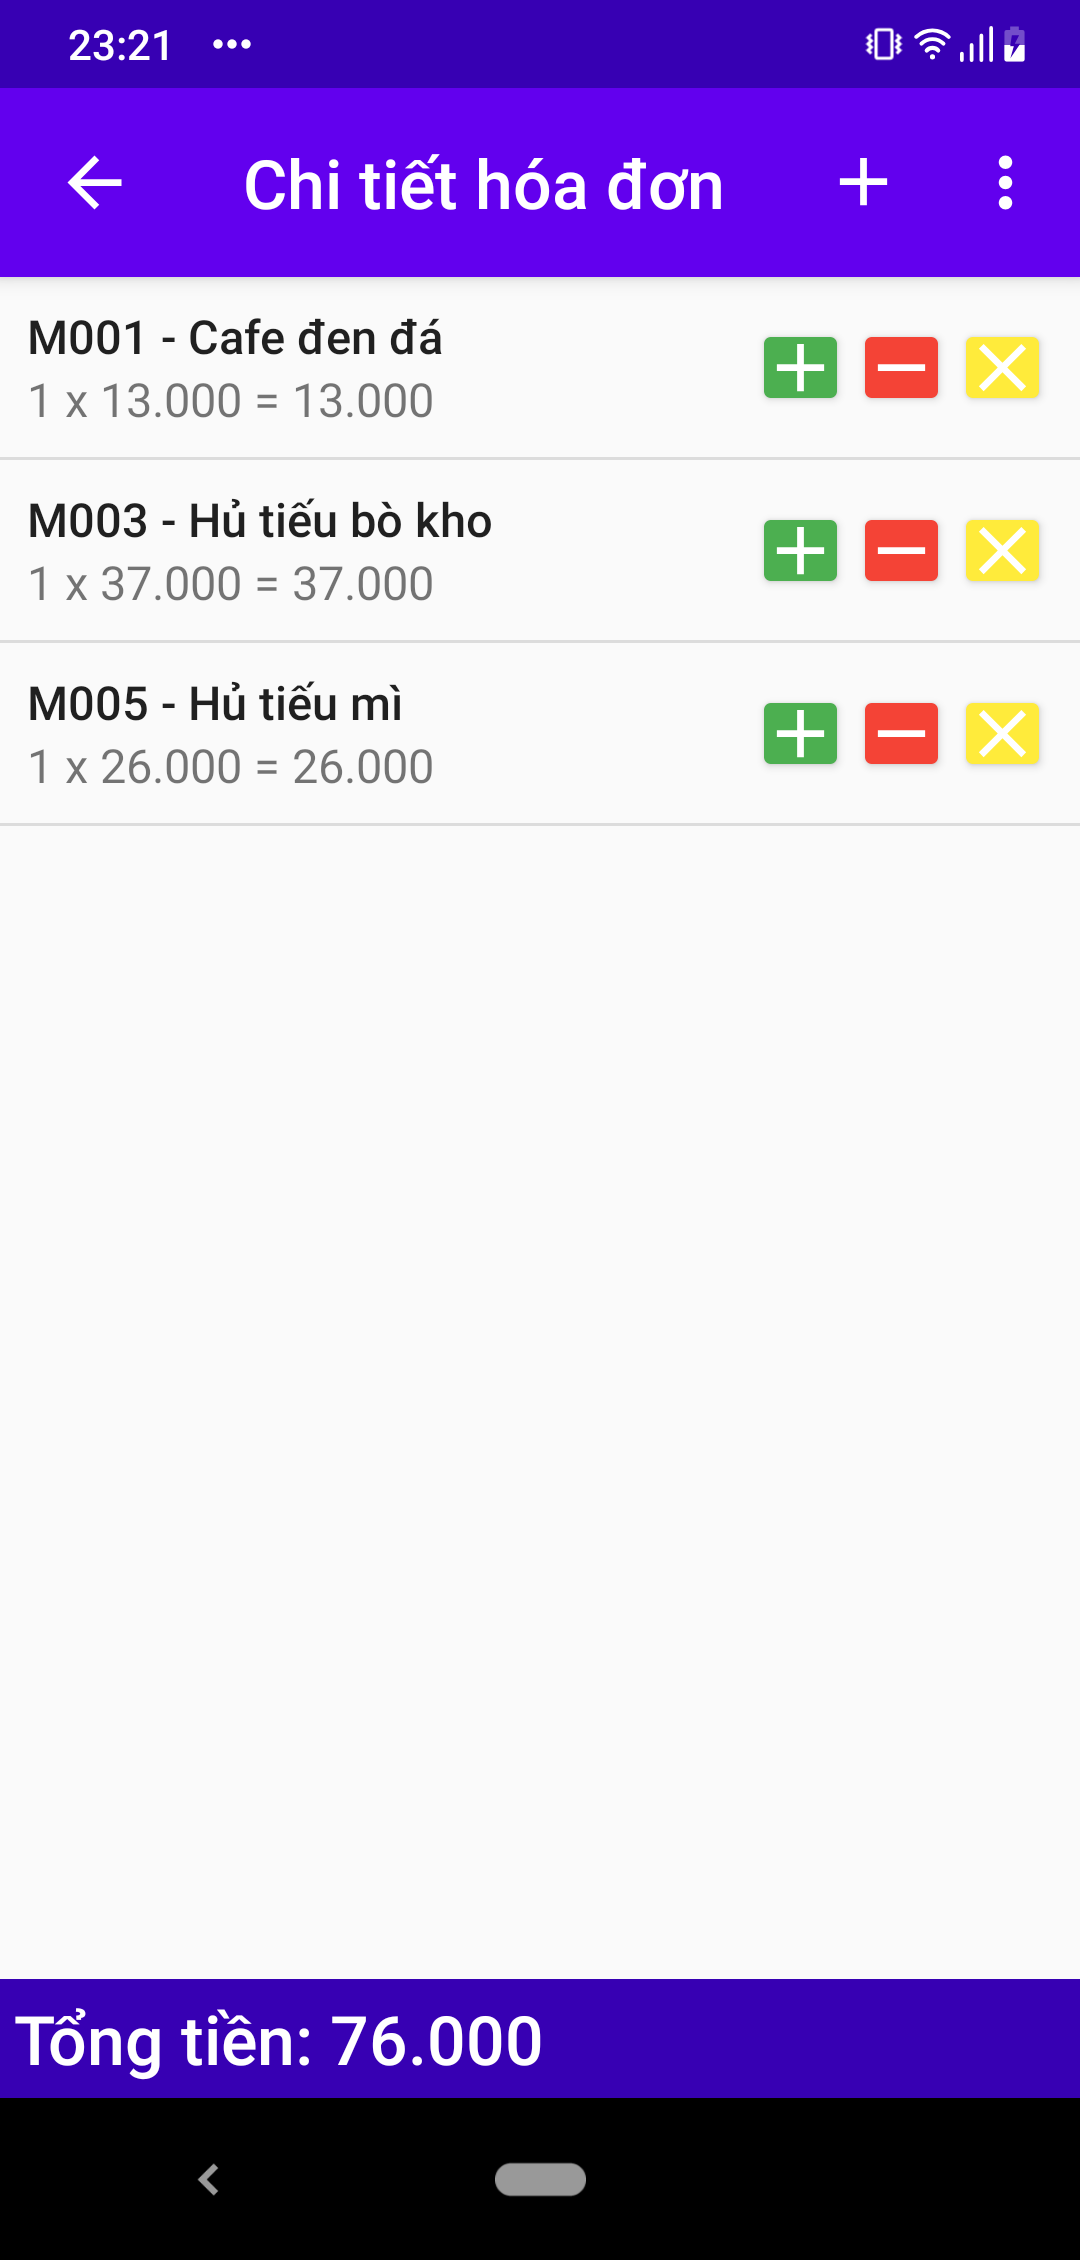 23:21
Chi tiết hóa đơn
M001 - Cafe đen đá
1 x 13.000 = 13.000
M003 - Hủ tiếu bò kho
1 x 37.000 = 37.000
M005 - Hủ tiếu mì
1 x 26.000 = 26.000
Tổng tiền: 76.000